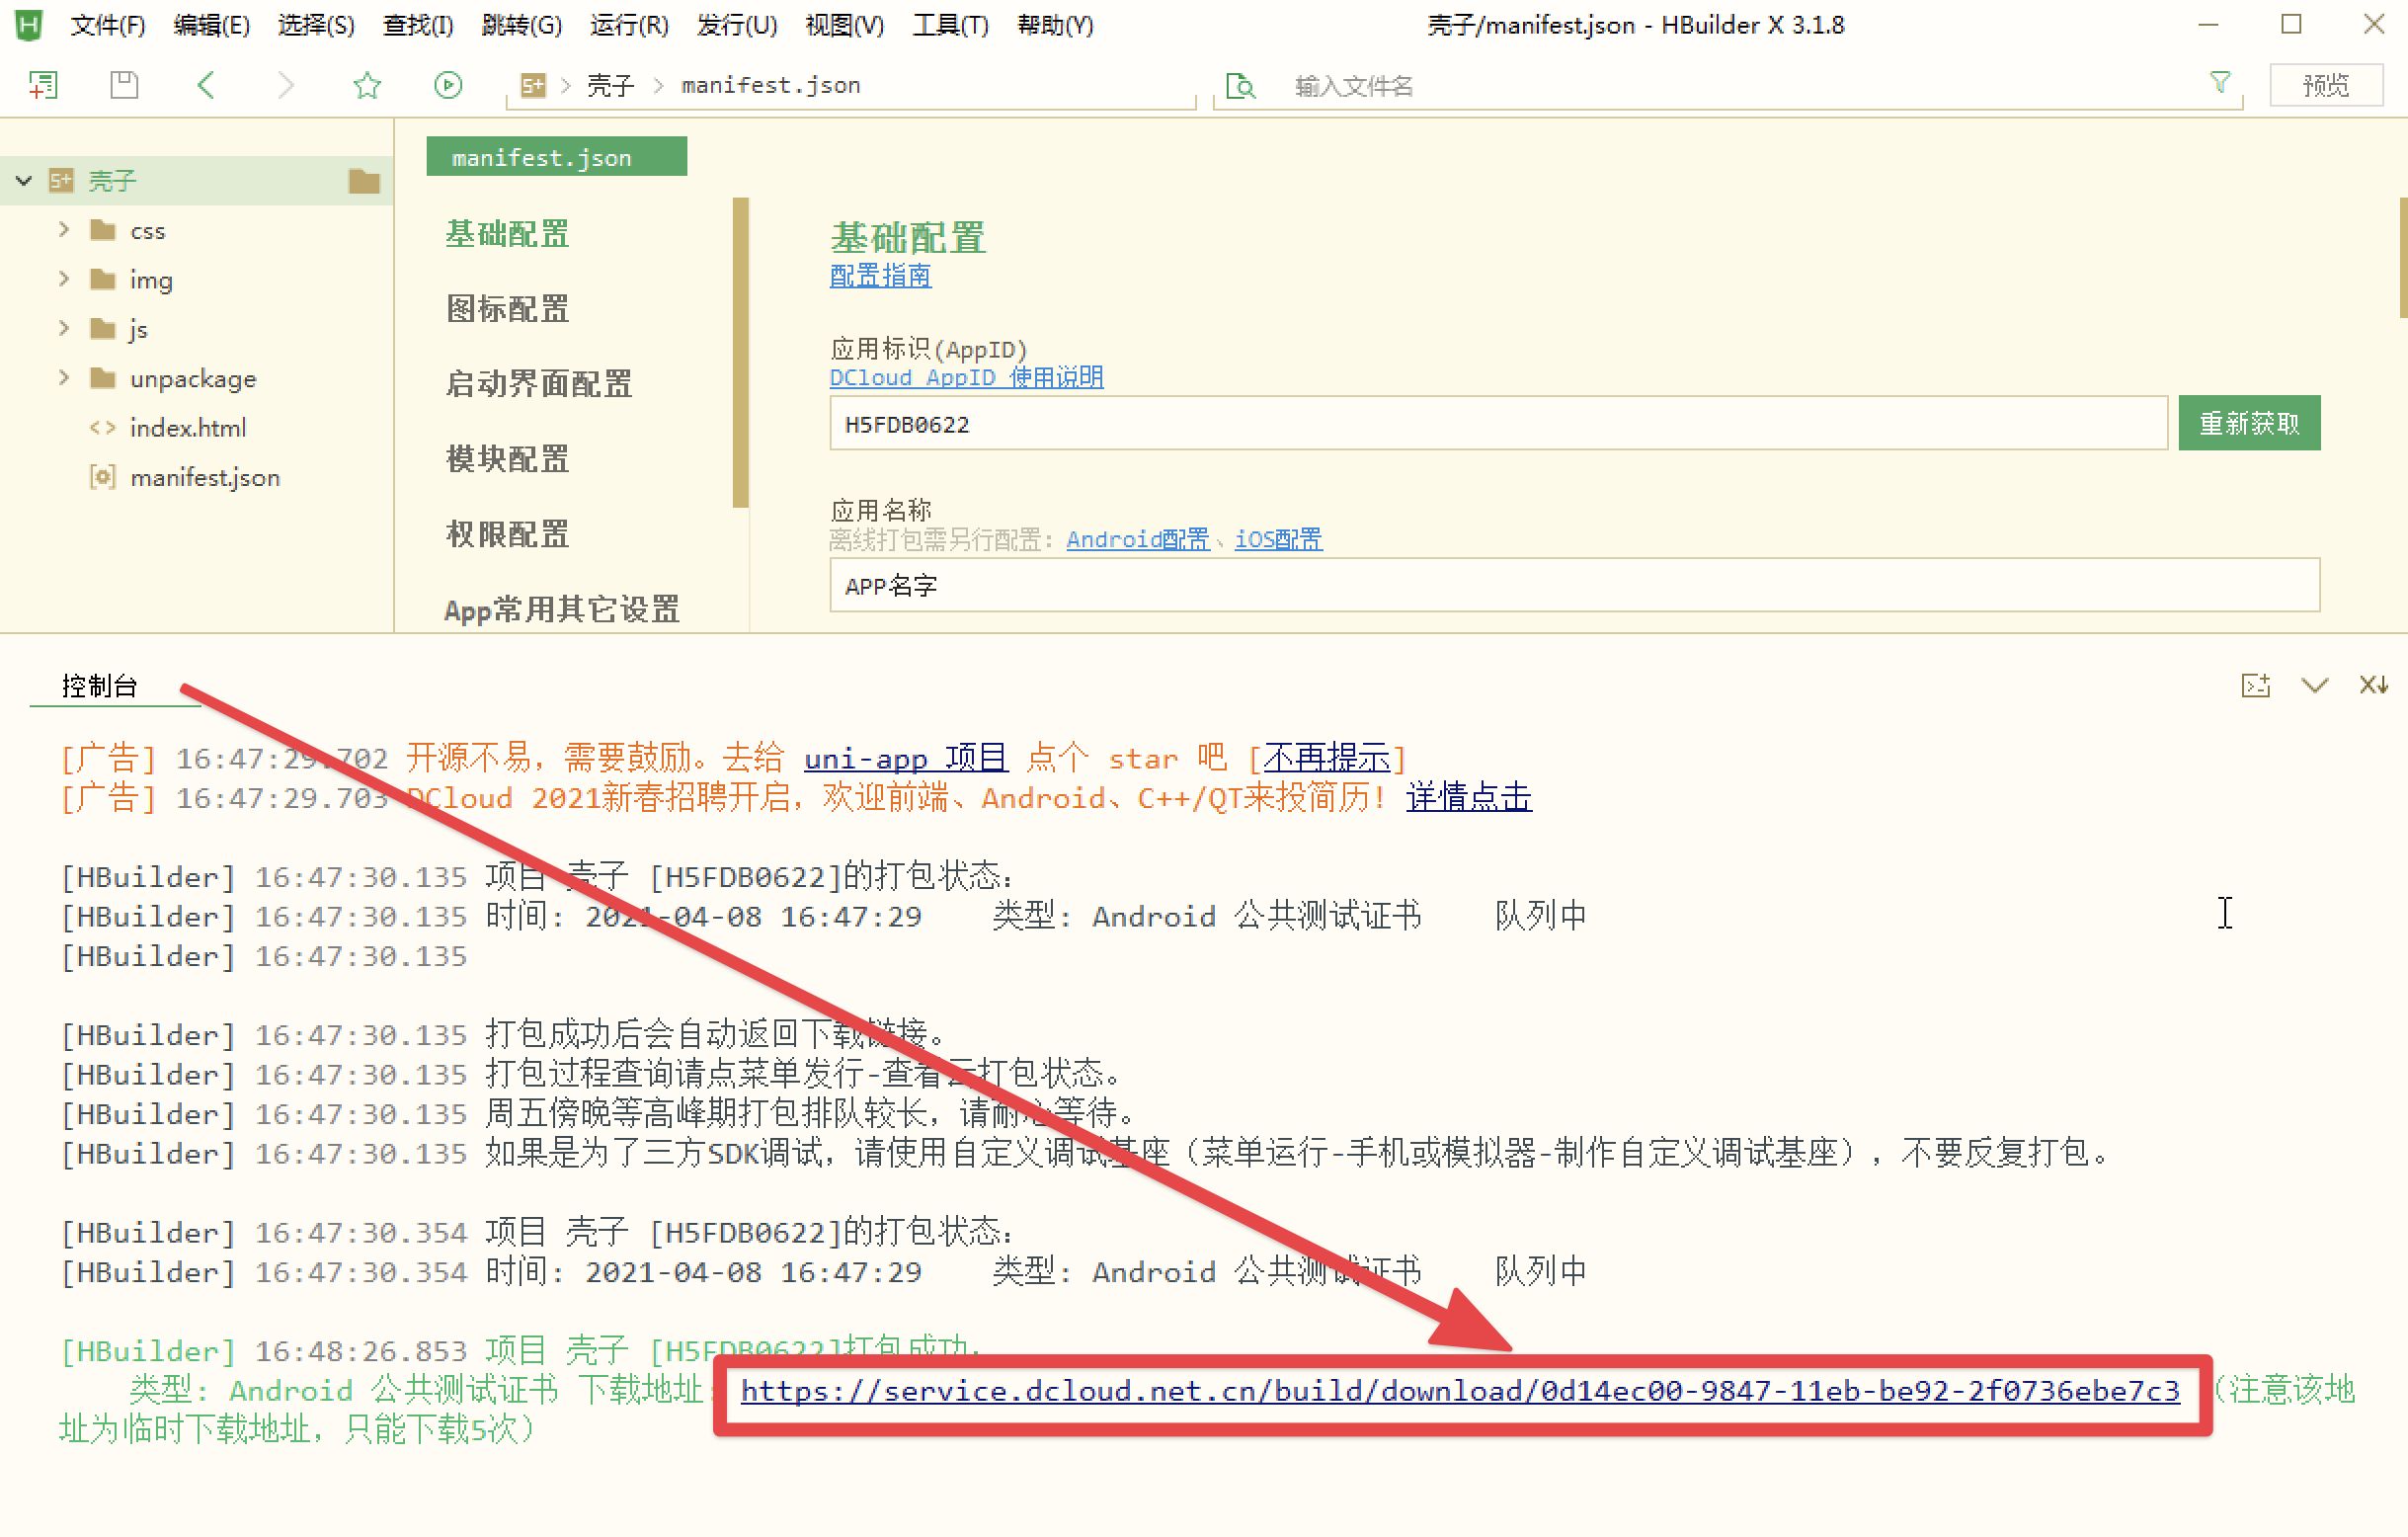 文件(F) 编辑(E) 选择(S) 查找(I) 跳转(G) 运行(R) 发行(U) 视图(V) 工具(T) 帮助(Y) 壳子/manifest.json - HBuilder X 3.1.8
壳子 manifest.json 输入文件名 预览
壳子
css
img
js
unpackage
index.html
manifest.json
manifest.json
基础配置
图标配置
启动界面配置
模块配置
权限配置
App常用其它设置
基础配置
配置指南
应用标识(AppID)
DCloud AppID 使用说明
H5FDB0622 重新获取
应用名称
离线打包需另行配置：Android配置、iOS配置
APP名字
控制台
[广告] 16:47:29.702 开源不易，需要鼓励。去给 uni-app 项目 点个 star 吧 [不再提示]
[广告] 16:47:29.703 DCloud 2021新春招聘开启，欢迎前端、Android、C++/QT来投简历！详情点击
[HBuilder] 16:47:30.135 项目 壳子 [H5FDB0622]的打包状态：
[HBuilder] 16:47:30.135 时间: 2021-04-08 16:47:29 类型: Android 公共测试证书 队列中
[HBuilder] 16:47:30.135
[HBuilder] 16:47:30.135 打包成功后会自动返回下载链接。
[HBuilder] 16:47:30.135 打包过程查询请点菜单发行-查看云打包状态。
[HBuilder] 16:47:30.135 周五傍晚等高峰期打包排队较长，请耐心等待。
[HBuilder] 16:47:30.135 如果是为了三方SDK调试，请使用自定义调试基座（菜单运行-手机或模拟器-制作自定义调试基座），不要反复打包。
[HBuilder] 16:47:30.354 项目 壳子 [H5FDB0622]的打包状态：
[HBuilder] 16:47:30.354 时间: 2021-04-08 16:47:29 类型: Android 公共测试证书 队列中
[HBuilder] 16:48:26.853 项目 壳子 [H5FDB0622]打包成功：
类型: Android 公共测试证书 下载地址: https://service.dcloud.net.cn/build/download/0d14ec00-9847-11eb-be92-2f0736ebe7c3（注意该地
址为临时下载地址，只能下载5次）